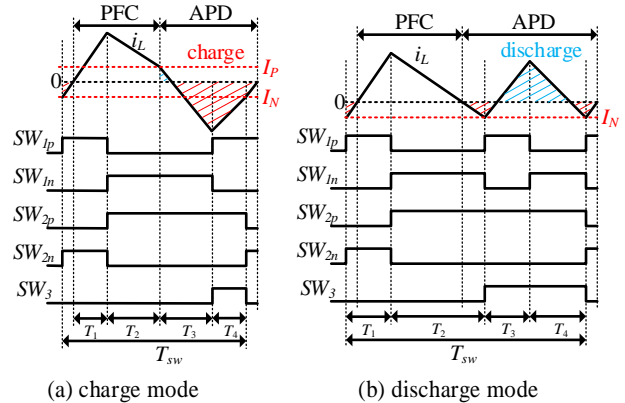 PFC APD
i_L charge
I_P
0
I_N
SW_1p
SW_1n
SW_2p
SW_2n
SW_3
T_1 T_2 T_3 T_4
T_sw
(a) charge mode
PFC APD
i_L discharge
0
I_N
SW_1p
SW_1n
SW_2p
SW_2n
SW_3
T_1 T_2 T_3 T_4
T_sw
(b) discharge mode